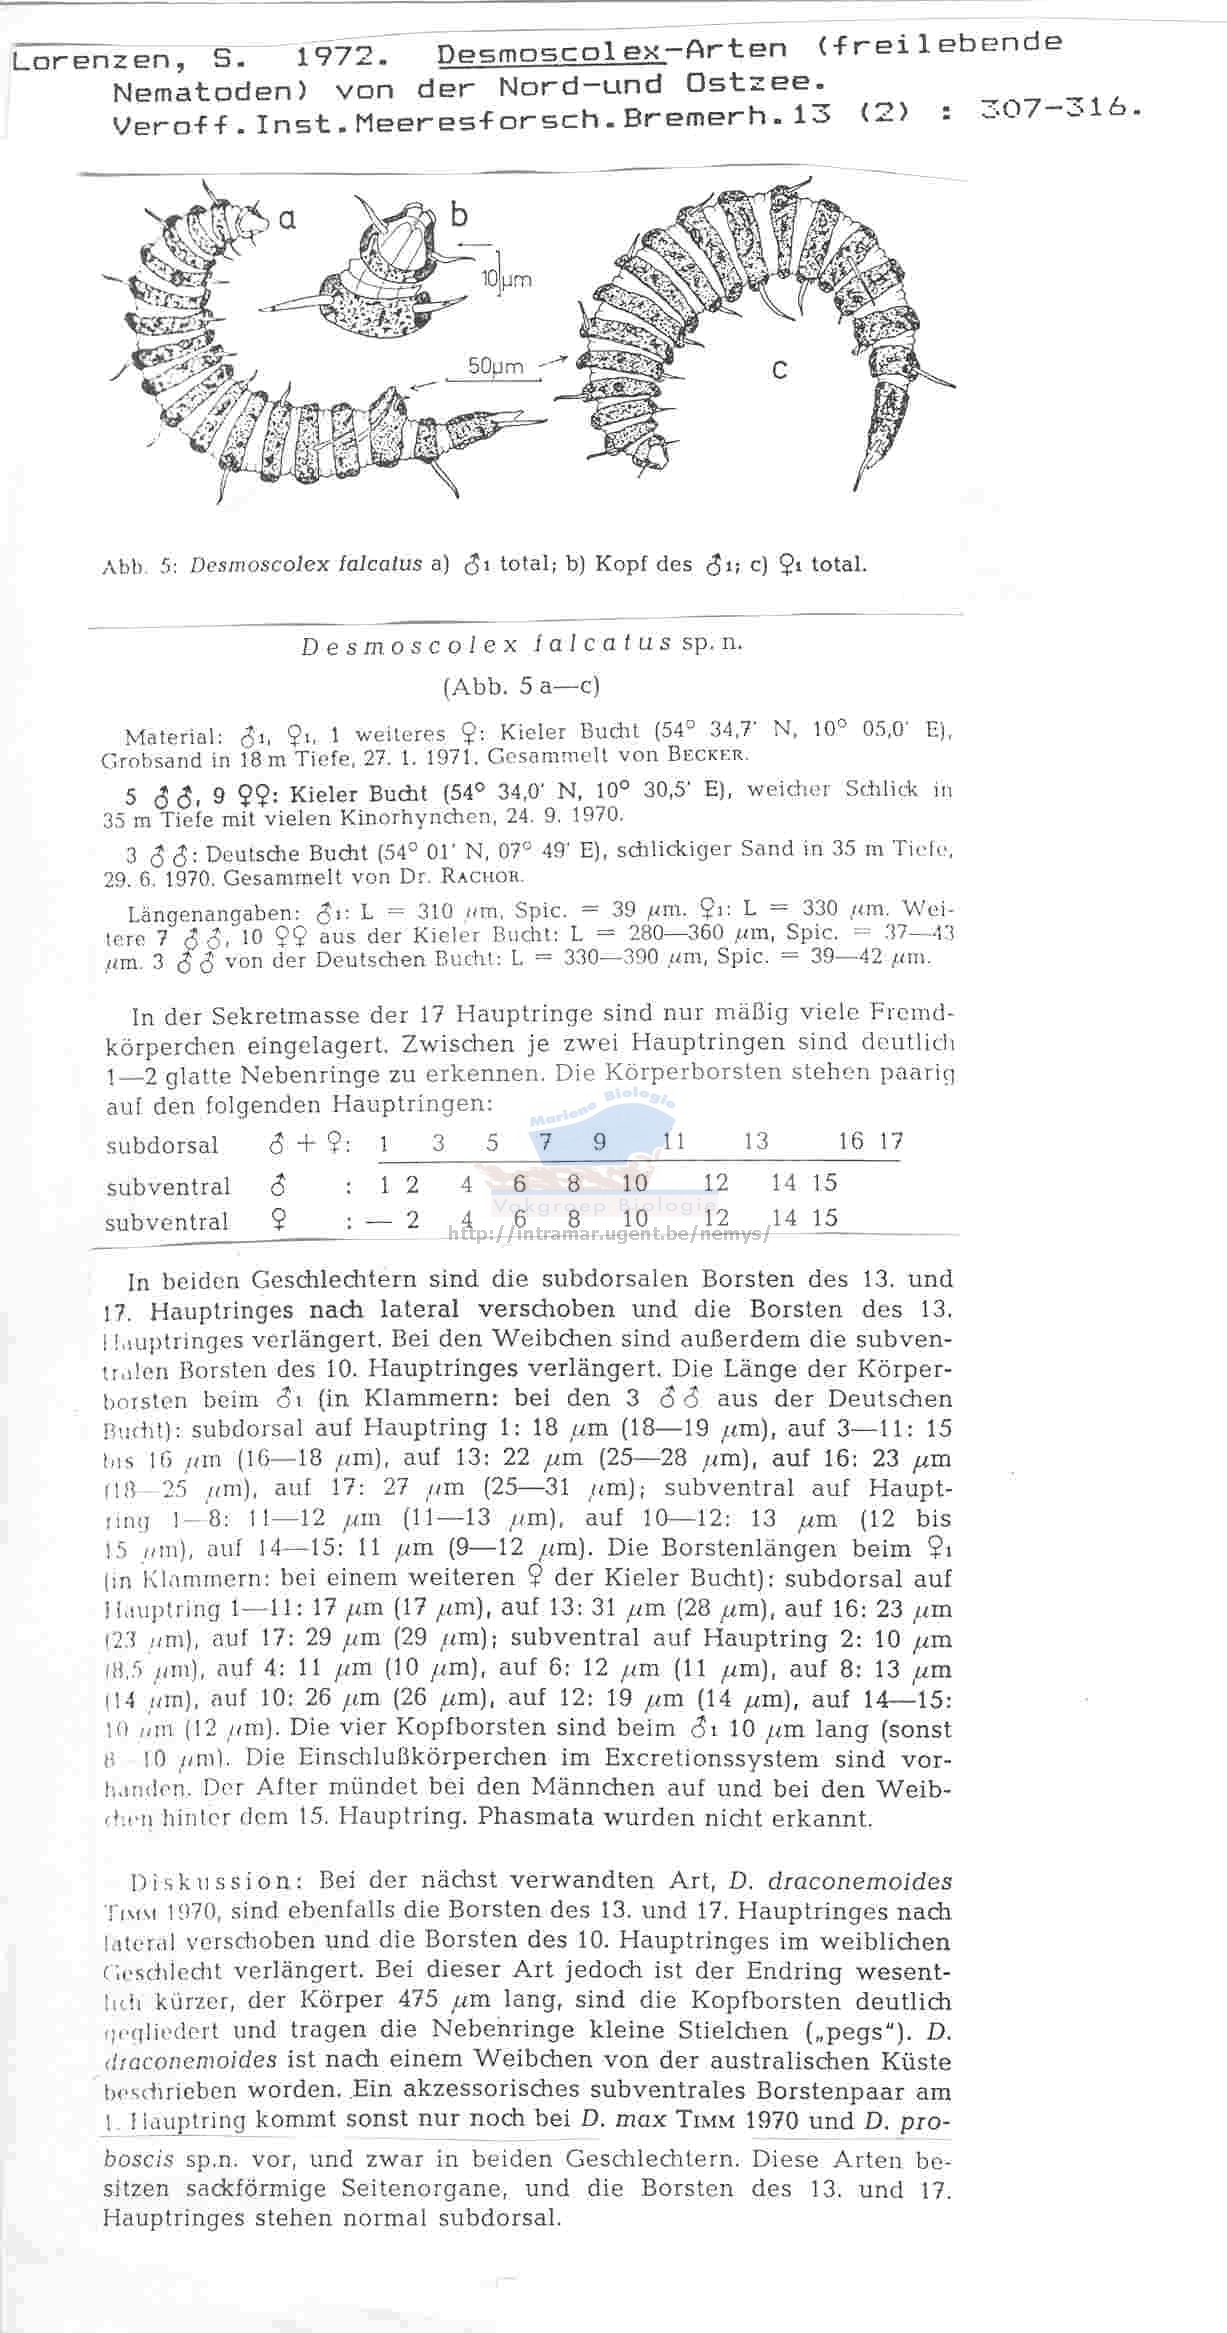 Lorenzen, S. 1972. Desmoscolex-Arten (freilebende
Nematoden) von der Nord-und Ostzee.
Veroff.Inst.Meeresforsch.Bremerh.13 (2) : 307-316.
a
b
10µm
50µm
c
Abb. 5: Desmoscolex falcatus a) ♂1 total; b) Kopf des ♂1; c) ♀1 total.
Desmoscolex falcatus sp. n.
(Abb. 5 a—c)
Material: ♂1, ♀1, 1 weiteres ♀: Kieler Bucht (54° 34,7' N, 10° 05,0' E),
Grobsand in 18 m Tiefe, 27. 1. 1971. Gesammelt von BECKER.
5 ♂♂, 9 ♀♀: Kieler Bucht (54° 34,0' N, 10° 30,5' E), weicher Schlick in
35 m Tiefe mit vielen Kinorhynchen, 24. 9. 1970.
3 ♂♂: Deutsche Bucht (54° 01' N, 07° 49' E), schlickiger Sand in 35 m Tiefe,
29. 6. 1970. Gesammelt von Dr. RACHOR.
Längenangaben: ♂1: L = 310 µm, Spic. = 39 µm. ♀1: L = 330 µm. Wei-
tere 7 ♂♂, 10 ♀♀ aus der Kieler Bucht: L = 280—360 µm, Spic. = 37—43
µm. 3 ♂♂ von der Deutschen Bucht: L = 330—390 µm, Spic. = 39—42 µm.
In der Sekretmasse der 17 Hauptringe sind nur mäßig viele Fremd-
körperchen eingelagert. Zwischen je zwei Hauptringen sind deutlich
1—2 glatte Nebenringe zu erkennen. Die Körperborsten stehen paarig
auf den folgenden Hauptringen:
Mariene Biologie
subdorsal ♂ + ♀: 1 3 5 7 9 11 13 16 17
subventral ♂ : 1 2 4 6 8 10 12 14 15
Vakgroep Biologie
subventral ♀ : — 2 4 6 8 10 12 14 15
http://intramar.ugent.be/nemys/
In beiden Geschlechtern sind die subdorsalen Borsten des 13. und
17. Hauptringes nach lateral verschoben und die Borsten des 13.
Hauptringes verlängert. Bei den Weibchen sind außerdem die subven-
tralen Borsten des 10. Hauptringes verlängert. Die Länge der Körper-
borsten beim ♂1 (in Klammern: bei den 3 ♂♂ aus der Deutschen
Bucht): subdorsal auf Hauptring 1: 18 µm (18—19 µm), auf 3—11: 15
bis 16 µm (16—18 µm), auf 13: 22 µm (25—28 µm), auf 16: 23 µm
(18—25 µm), auf 17: 27 µm (25—31 µm); subventral auf Haupt-
ring 1—8: 11—12 µm (11—13 µm), auf 10—12: 13 µm (12 bis
15 µm), auf 14—15: 11 µm (9—12 µm). Die Borstenlängen beim ♀1
(in Klammern: bei einem weiteren ♀ der Kieler Bucht): subdorsal auf
Hauptring 1—11: 17 µm (17 µm), auf 13: 31 µm (28 µm), auf 16: 23 µm
(23 µm), auf 17: 29 µm (29 µm); subventral auf Hauptring 2: 10 µm
(8,5 µm), auf 4: 11 µm (10 µm), auf 6: 12 µm (11 µm), auf 8: 13 µm
(14 µm), auf 10: 26 µm (26 µm), auf 12: 19 µm (14 µm), auf 14—15:
10 µm (12 µm). Die vier Kopfborsten sind beim ♂1 10 µm lang (sonst
8—10 µm). Die Einschlußkörperchen im Excretionssystem sind vor-
handen. Der After mündet bei den Männchen auf und bei den Weib-
chen hinter dem 15. Hauptring. Phasmata wurden nicht erkannt.
Diskussion: Bei der nächst verwandten Art, D. draconemoides
TIMM 1970, sind ebenfalls die Borsten des 13. und 17. Hauptringes nach
lateral verschoben und die Borsten des 10. Hauptringes im weiblichen
Geschlecht verlängert. Bei dieser Art jedoch ist der Endring wesent-
lich kürzer, der Körper 475 µm lang, sind die Kopfborsten deutlich
gegliedert und tragen die Nebenringe kleine Stielchen („pegs"). D.
draconemoides ist nach einem Weibchen von der australischen Küste
beschrieben worden. Ein akzessorisches subventrales Borstenpaar am
1. Hauptring kommt sonst nur noch bei D. max TIMM 1970 und D. pro-
boscis sp.n. vor, und zwar in beiden Geschlechtern. Diese Arten be-
sitzen sackförmige Seitenorgane, und die Borsten des 13. und 17.
Hauptringes stehen normal subdorsal.